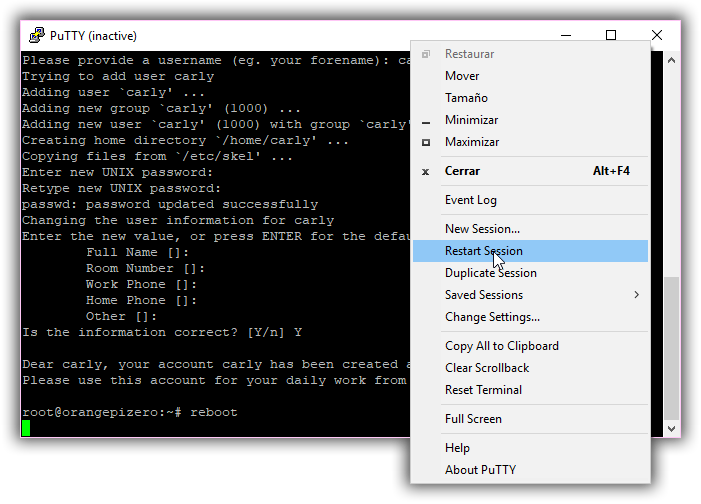 PuTTY (inactive)
Please provide a username (eg. your forename): ca
Trying to add user carly
Adding user `carly' ...
Adding new group `carly' (1000) ...
Adding new user `carly' (1000) with group `carly'
Creating home directory `/home/carly' ...
Copying files from `/etc/skel' ...
Enter new UNIX password:
Retype new UNIX password:
passwd: password updated successfully
Changing the user information for carly
Enter the new value, or press ENTER for the defau
Full Name []:
Room Number []:
Work Phone []:
Home Phone []:
Other []:
Is the information correct? [Y/n] Y
Dear carly, your account carly has been created a
Please use this account for your daily work from
root@orangepizero:~# reboot
Restaurar
Mover
Tamaño
Minimizar
Maximizar
Cerrar Alt+F4
Event Log
New Session...
Restart Session
Duplicate Session
Saved Sessions
Change Settings...
Copy All to Clipboard
Clear Scrollback
Reset Terminal
Full Screen
Help
About PuTTY